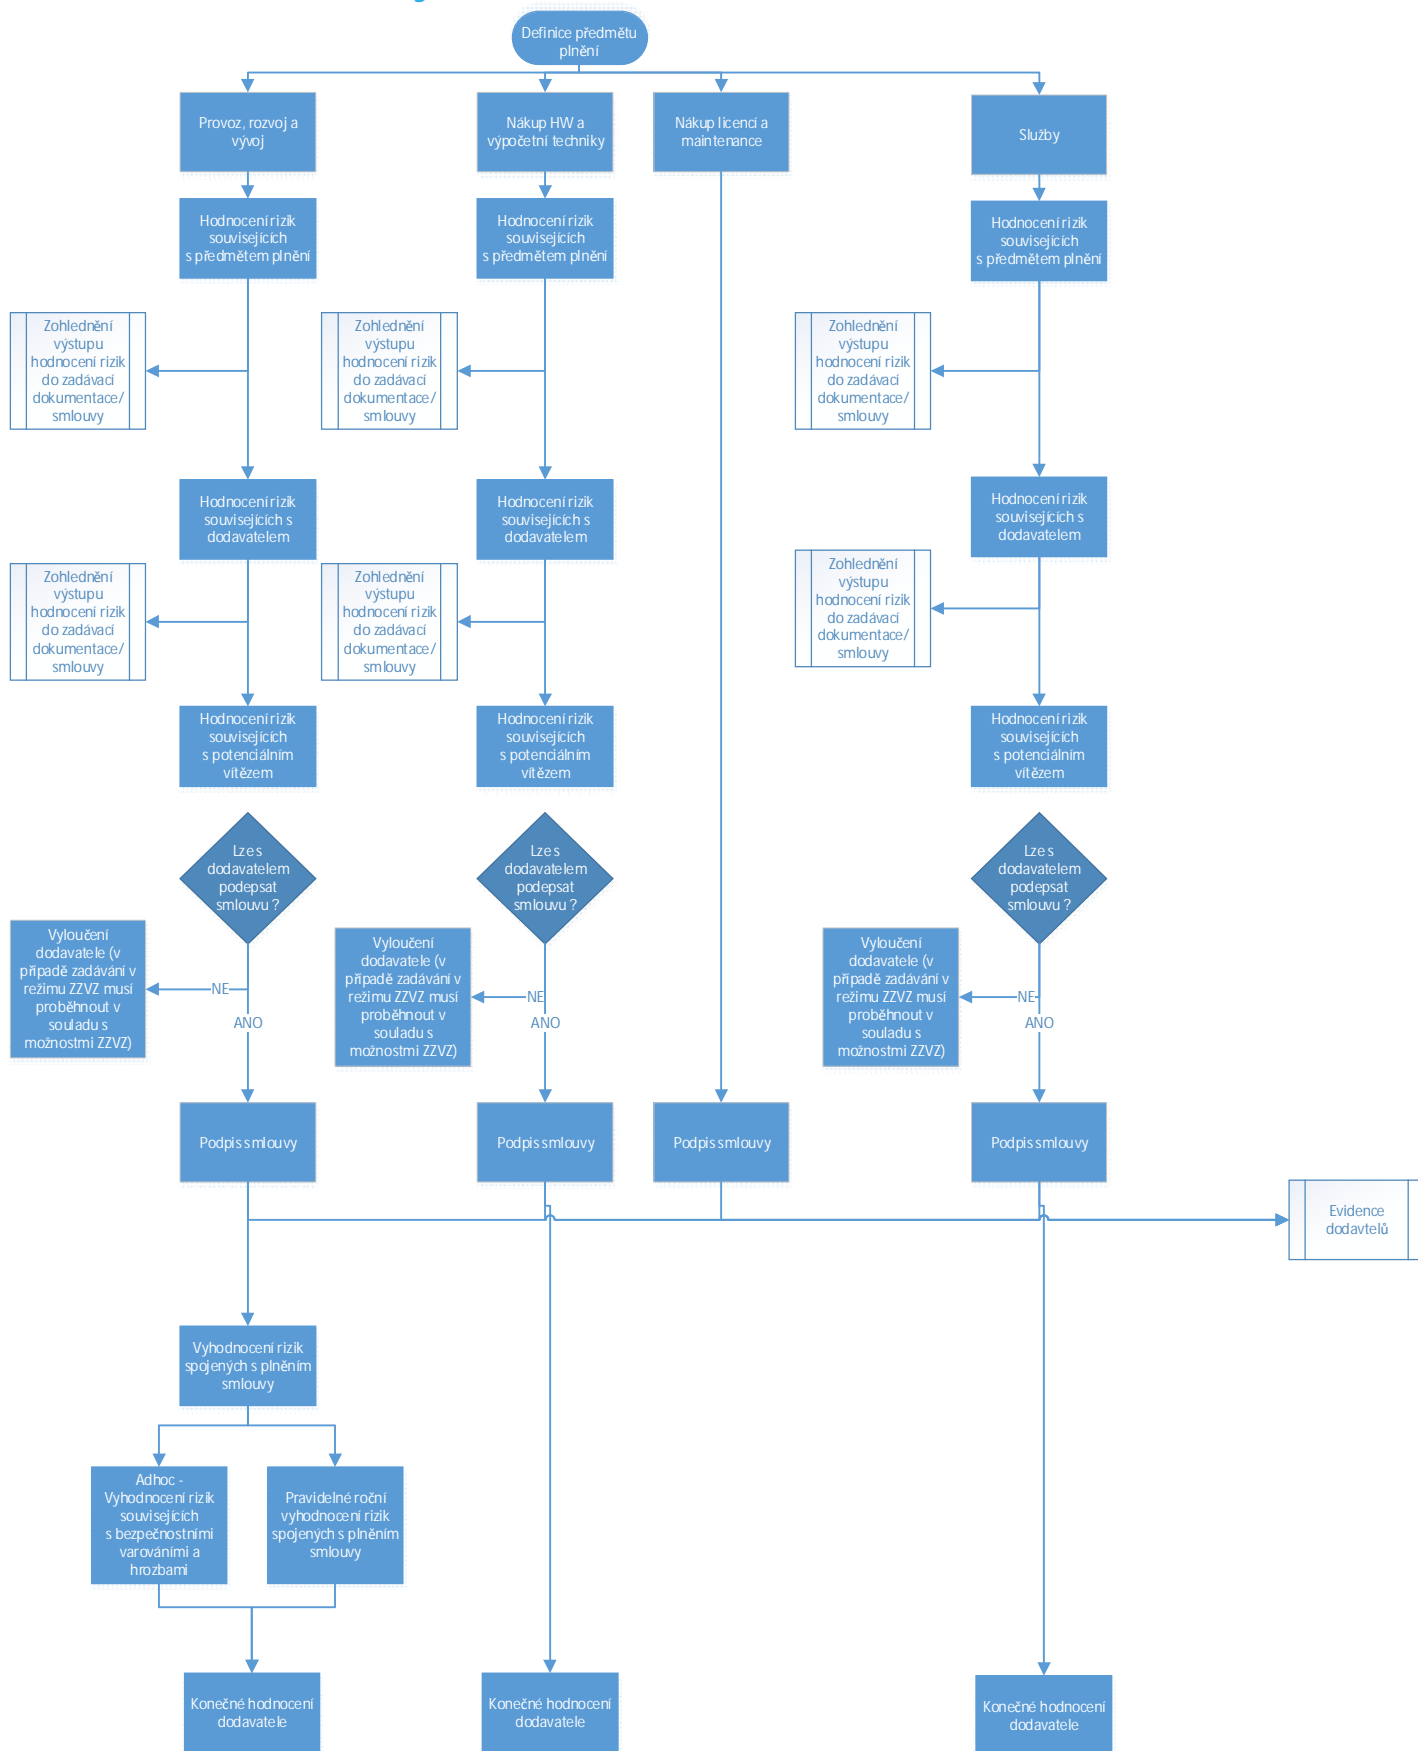 Definice předmětu
plnění
Provoz, rozvoj a
vývoj
Nákup HW a
výpočetní techniky
Nákup licencí a
maintenance
Služby
Hodnocení rizik
souvisejících
s předmětem plnění
Hodnocení rizik
souvisejících
s předmětem plnění
Hodnocení rizik
souvisejících
s předmětem plnění
Zohlednění
výstupu
hodnocení rizik
do zadávací
dokumentace/
smlouvy
Zohlednění
výstupu
hodnocení rizik
do zadávací
dokumentace/
smlouvy
Zohlednění
výstupu
hodnocení rizik
do zadávací
dokumentace/
smlouvy
Hodnocení rizik
souvisejících s
dodavatelem
Hodnocení rizik
souvisejících s
dodavatelem
Hodnocení rizik
souvisejících s
dodavatelem
Zohlednění
výstupu
hodnocení rizik
do zadávací
dokumentace/
smlouvy
Zohlednění
výstupu
hodnocení rizik
do zadávací
dokumentace/
smlouvy
Zohlednění
výstupu
hodnocení rizik
do zadávací
dokumentace/
smlouvy
Hodnocení rizik
souvisejících
s potenciálním
vítězem
Hodnocení rizik
souvisejících
s potenciálním
vítězem
Hodnocení rizik
souvisejících
s potenciálním
vítězem
Lze s
dodavatelem
podepsat
smlouvu ?
Lze s
dodavatelem
podepsat
smlouvu ?
Lze s
dodavatelem
podepsat
smlouvu ?
Vyloučení
dodavatele (v
případě zadávání v
režimu ZZVZ musí
proběhnout v
souladu s
možnostmi ZZVZ)
NE
ANO
Vyloučení
dodavatele (v
případě zadávání v
režimu ZZVZ musí
proběhnout v
souladu s
možnostmi ZZVZ)
NE
ANO
Vyloučení
dodavatele (v
případě zadávání v
režimu ZZVZ musí
proběhnout v
souladu s
možnostmi ZZVZ)
NE
ANO
Podpis smlouvy
Podpis smlouvy
Podpis smlouvy
Podpis smlouvy
Evidence
dodavtelů
Vyhodnocení rizik
spojených s plněním
smlouvy
Adhoc -
Vyhodnocení rizik
souvisejících
s bezpečnostními
varováními a
hrozbami
Pravidelné roční
vyhodnocení rizik
spojených s plněním
smlouvy
Konečné hodnocení
dodavatele
Konečné hodnocení
dodavatele
Konečné hodnocení
dodavatele